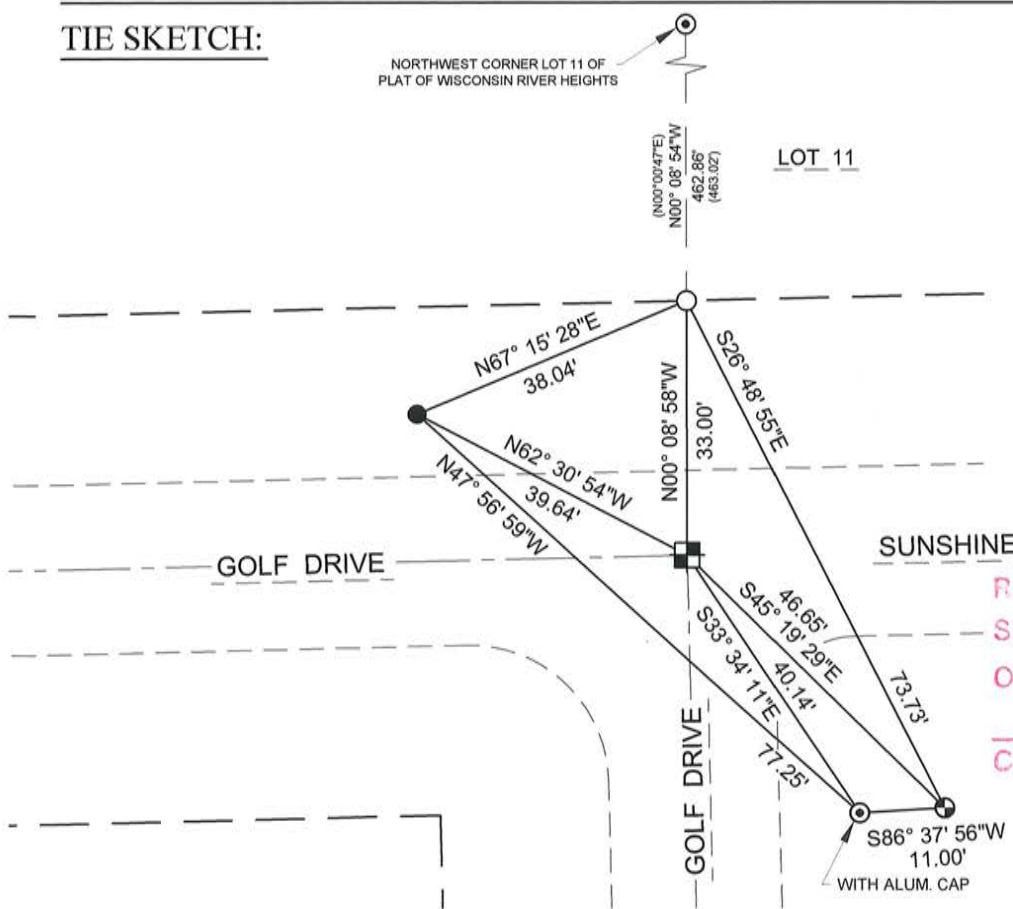 TIE SKETCH:
NORTHWEST CORNER LOT 11 OF
PLAT OF WISCONSIN RIVER HEIGHTS
(N00°00'47"E)
N00° 08' 54"W
462.86'
(463.02')
LOT 11
N67° 15' 28"E
38.04'
S26° 48' 55"E
73.73'
N00° 08' 58"W
33.00'
N62° 30' 54"W
39.64'
N47° 56' 59"W
77.25'
GOLF DRIVE
SUNSHINE
46.65'
S45° 19' 29"E
S33° 34' 11"E
40.14'
GOLF DRIVE
S86° 37' 56"W
11.00'
WITH ALUM. CAP
R
S
O
C